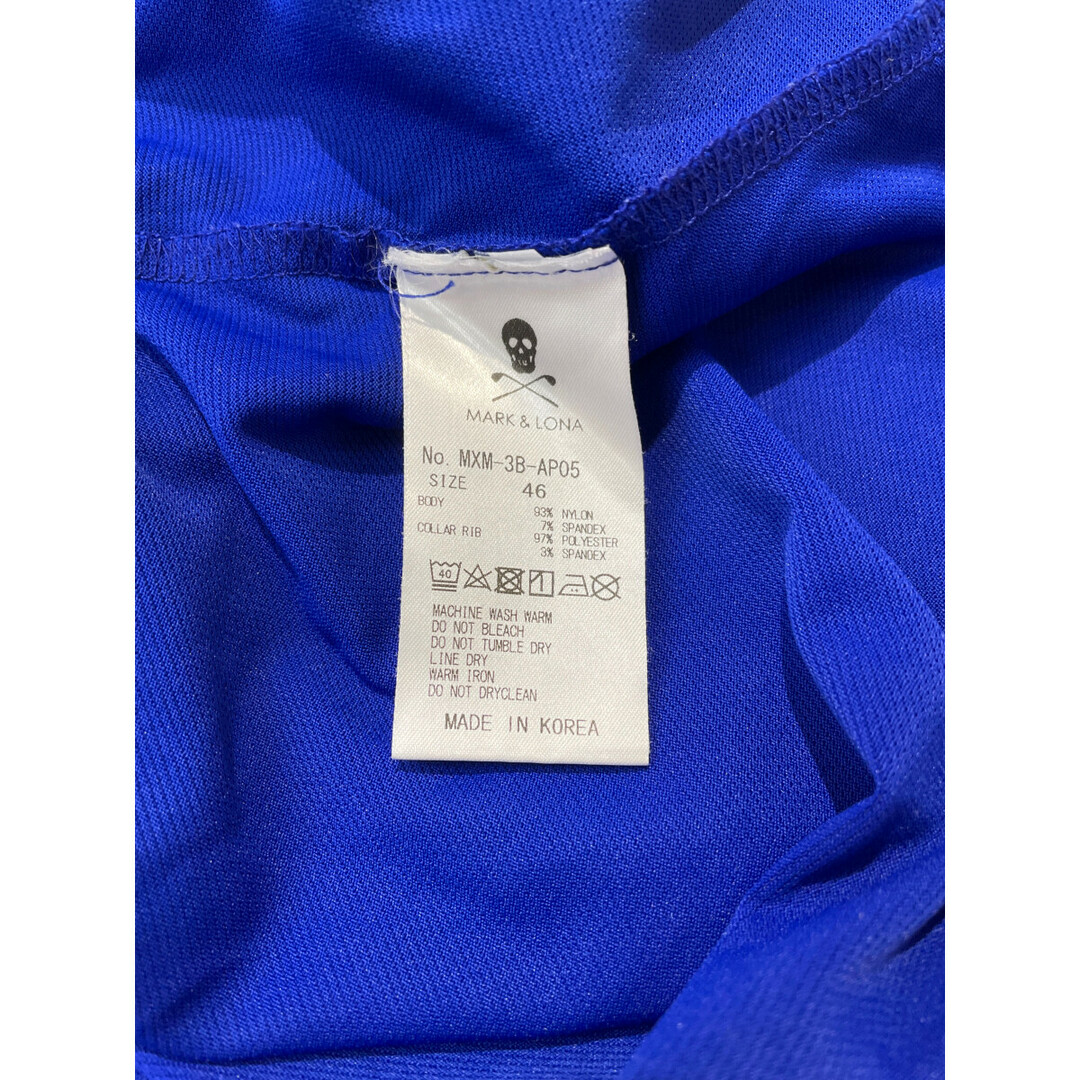 MARK & LONA
No. MXM-3B-AP05
SIZE 46
BODY 93% NYLON
7% SPANDEX
COLLAR RIB 97% POLYESTER
3% SPANDEX
40
MACHINE WASH WARM
DO NOT BLEACH
DO NOT TUMBLE DRY
LINE DRY
WARM IRON
DO NOT DRYCLEAN
MADE IN KOREA